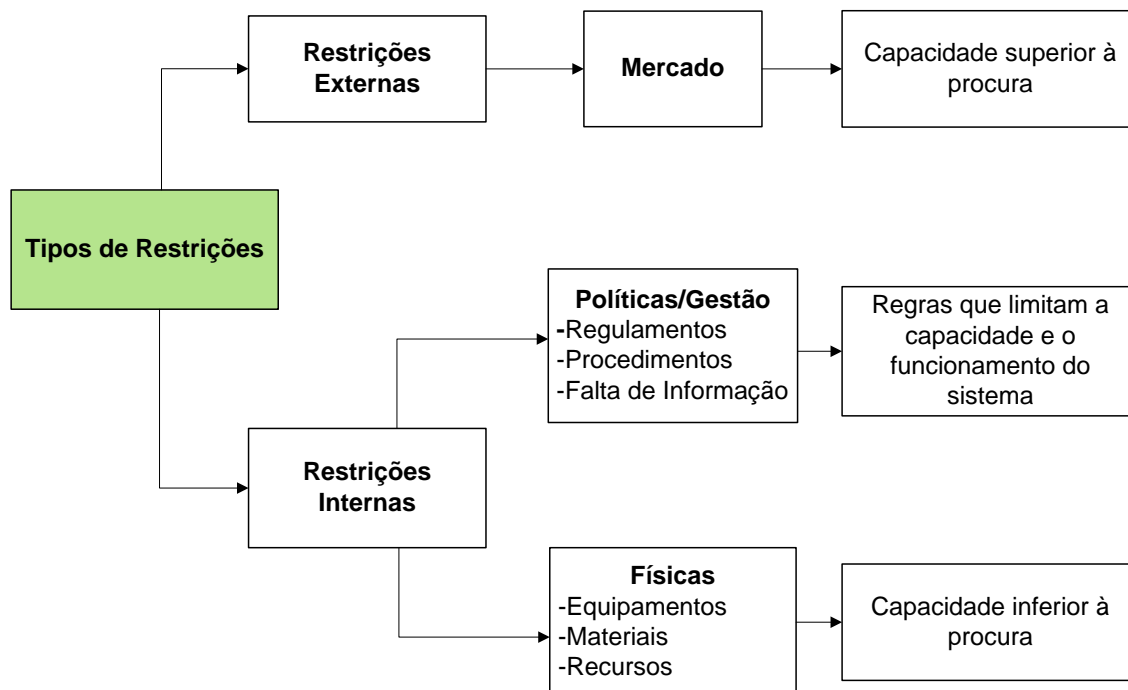 Restrições
Externas
Mercado
Capacidade superior à
procura
Tipos de Restrições
Políticas/Gestão
-Regulamentos
-Procedimentos
-Falta de Informação
Regras que limitam a
capacidade e o
funcionamento do
sistema
Restrições
Internas
Físicas
-Equipamentos
-Materiais
-Recursos
Capacidade inferior à
procura